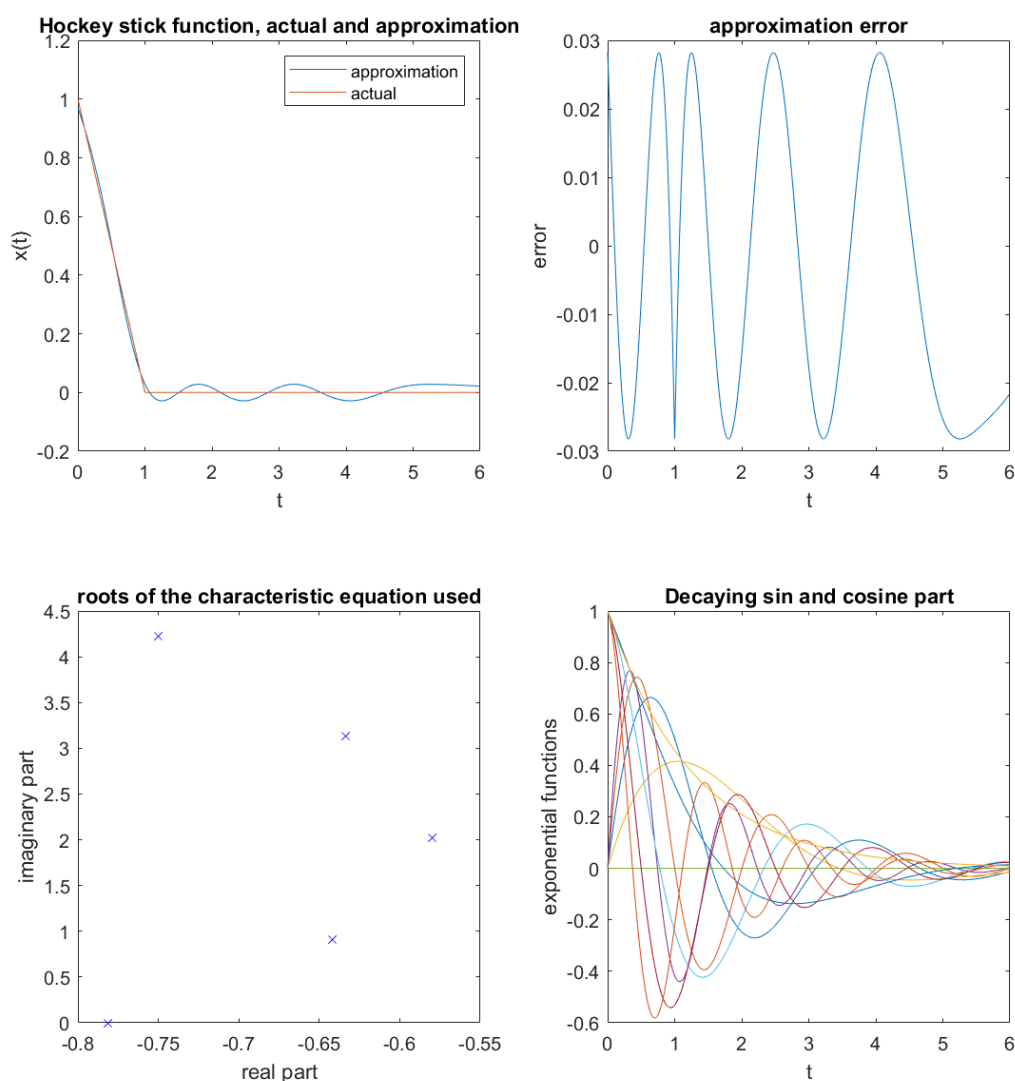 Hockey stick function, actual and approximation
1.2
1
0.8
0.6
0.4
0.2
0
-0.2
x(t)
approximation
actual
0 1 2 3 4 5 6
t
approximation error
0.03
0.02
0.01
0
-0.01
-0.02
-0.03
error
0 1 2 3 4 5 6
t
roots of the characteristic equation used
4.5
4
3.5
3
2.5
2
1.5
1
0.5
0
imaginary part
-0.8 -0.75 -0.7 -0.65 -0.6 -0.55
real part
Decaying sin and cosine part
1
0.8
0.6
0.4
0.2
0
-0.2
-0.4
-0.6
exponential functions
0 1 2 3 4 5 6
t